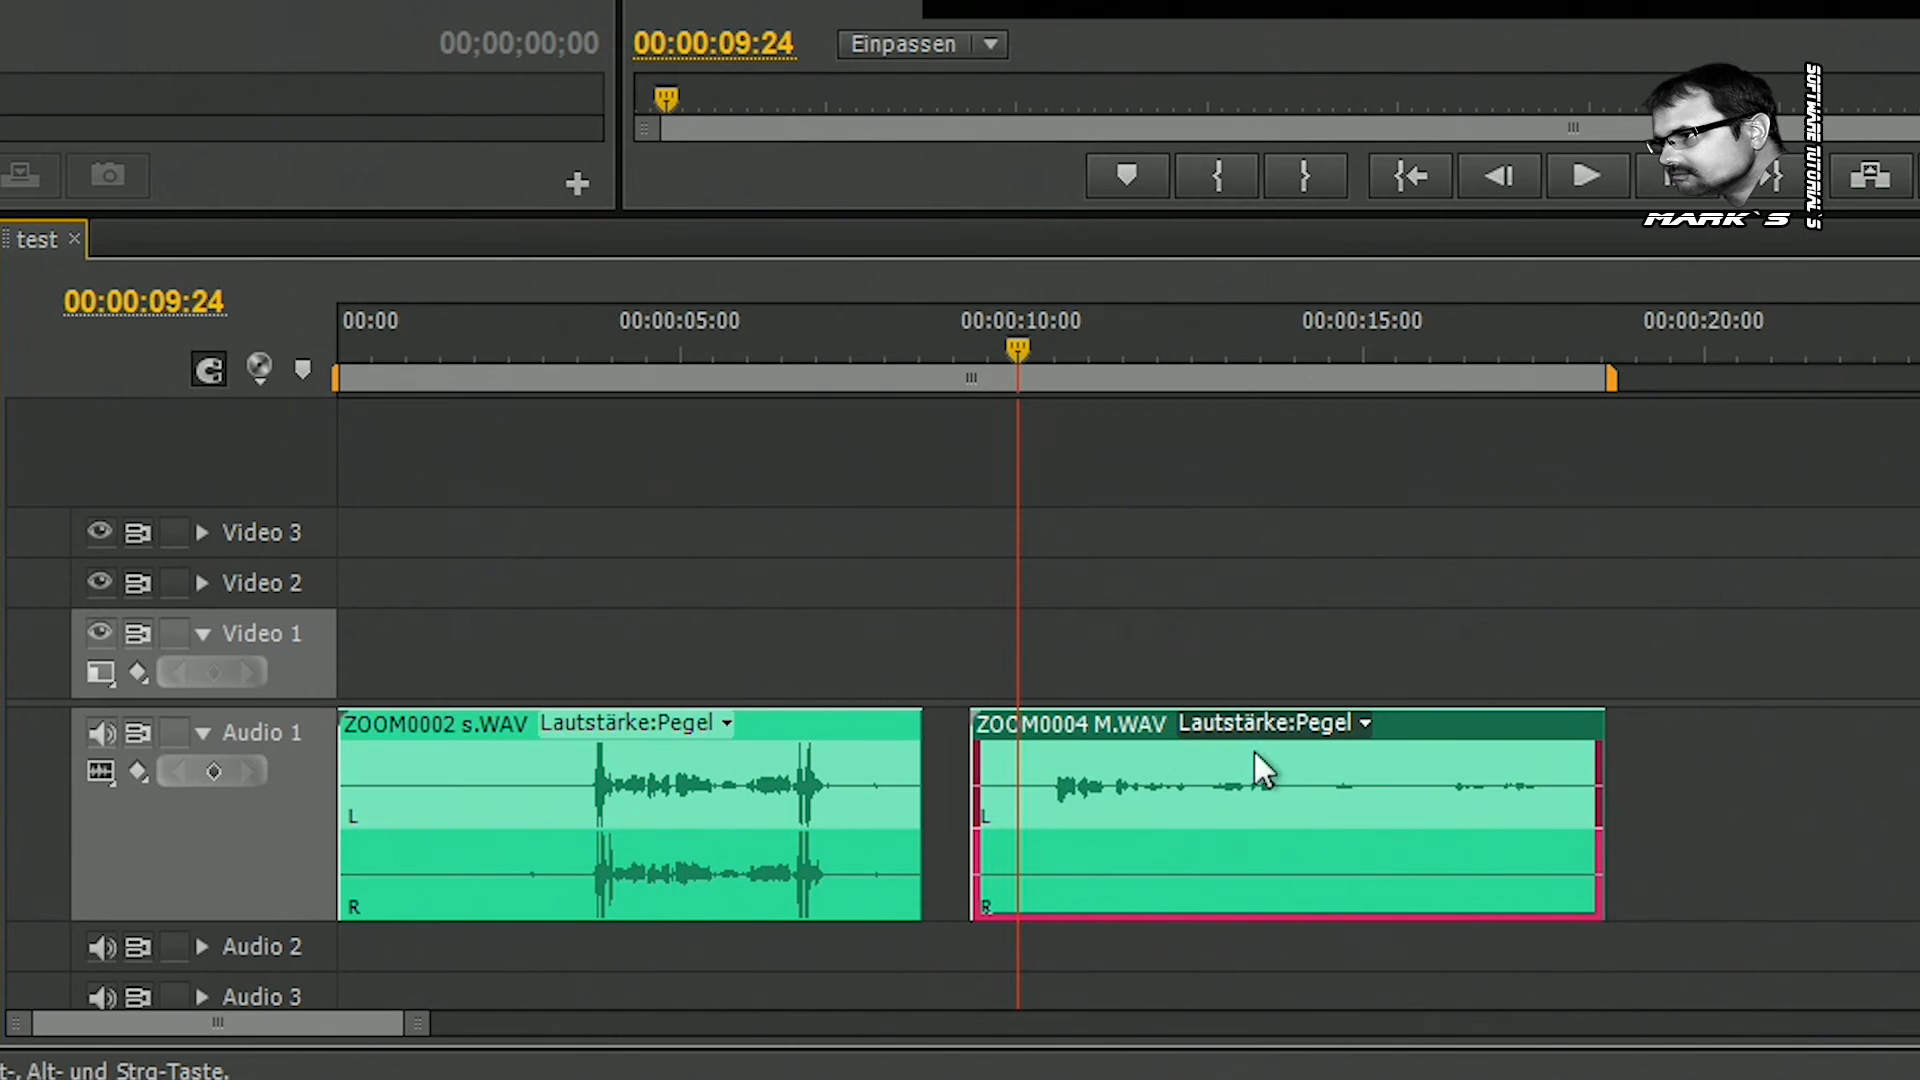 00;00;00;00
00:00:09:24
Einpassen
SOFTWARE TUTORIAL`S
MARK`S
test
00:00:09:24
00:00
00:00:05:00
00:00:10:00
00:00:15:00
00:00:20:00
Video 3
Video 2
Video 1
Audio 1
ZOOM0002 s.WAV Lautstärke:Pegel
ZOOM0004 M.WAV Lautstärke:Pegel
L
L
R
R
Audio 2
Audio 3
t-, Alt- und Strg-Taste.